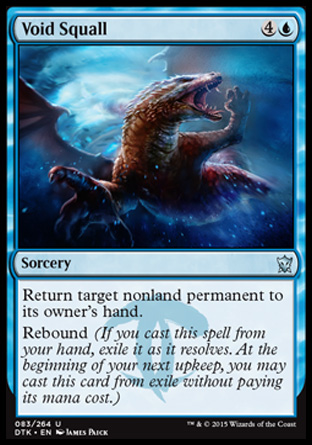 Void Squall 4
Sorcery
Return target nonland permanent to
its owner's hand.
Rebound (If you cast this spell from
your hand, exile it as it resolves. At the
beginning of your next upkeep, you may
cast this card from exile without paying
its mana cost.)
083/264 U
DTK • EN James Paick ™ & © 2015 Wizards of the Coast